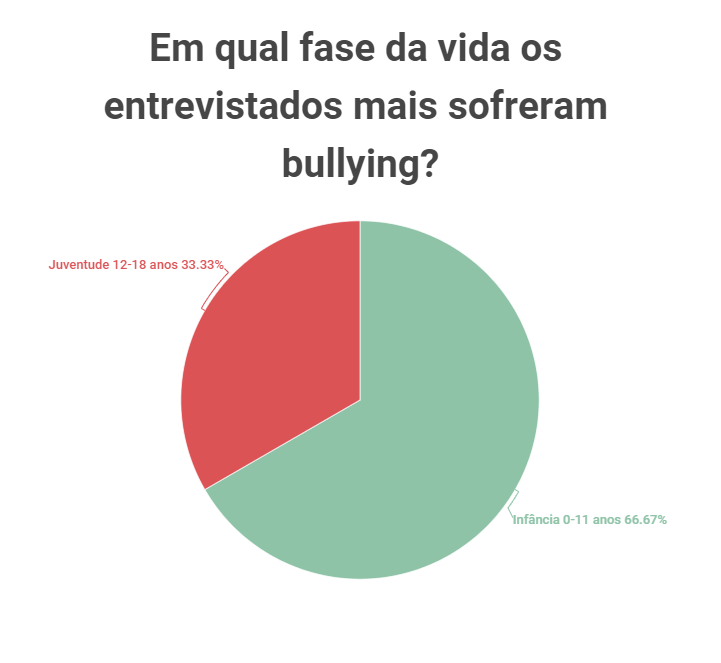 Em qual fase da vida os
entrevistados mais sofreram
bullying?
Juventude 12-18 anos 33.33%
Infância 0-11 anos 66.67%